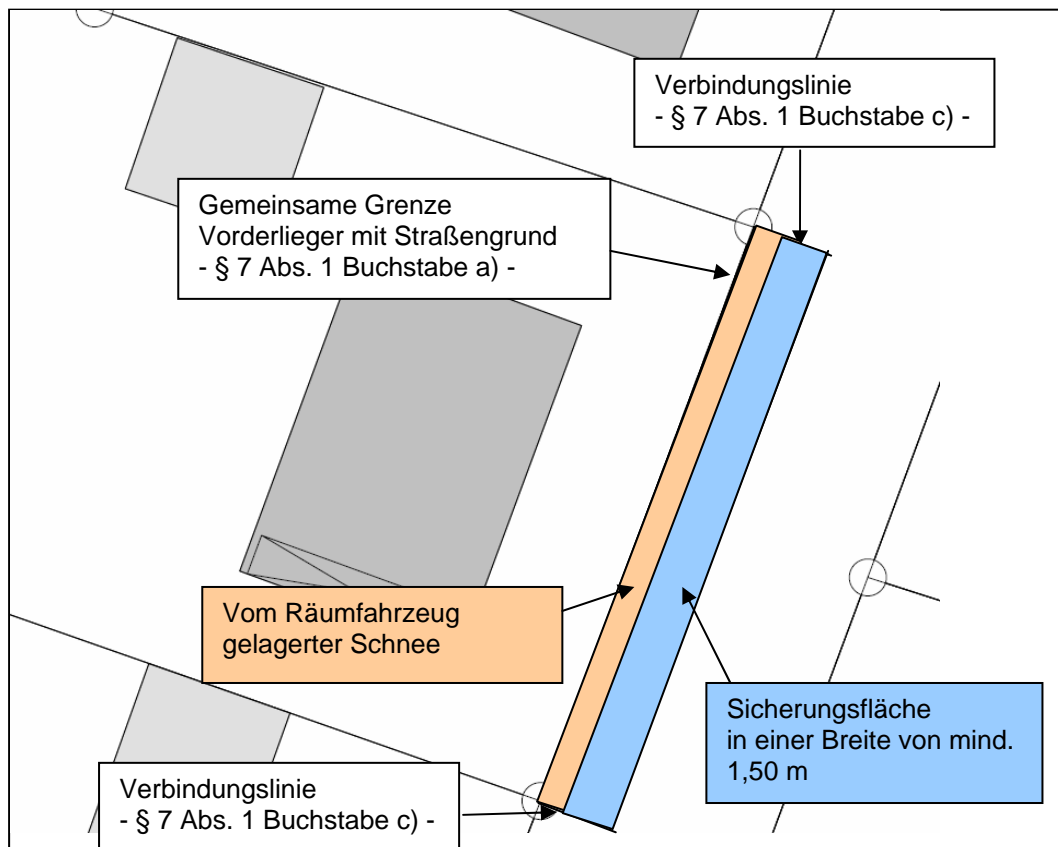 Verbindungslinie
- § 7 Abs. 1 Buchstabe c) -
Gemeinsame Grenze
Vorderlieger mit Straßengrund
- § 7 Abs. 1 Buchstabe a) -
Vom Räumfahrzeug
gelagerter Schnee
Sicherungsfläche
in einer Breite von mind.
1,50 m
Verbindungslinie
- § 7 Abs. 1 Buchstabe c) -